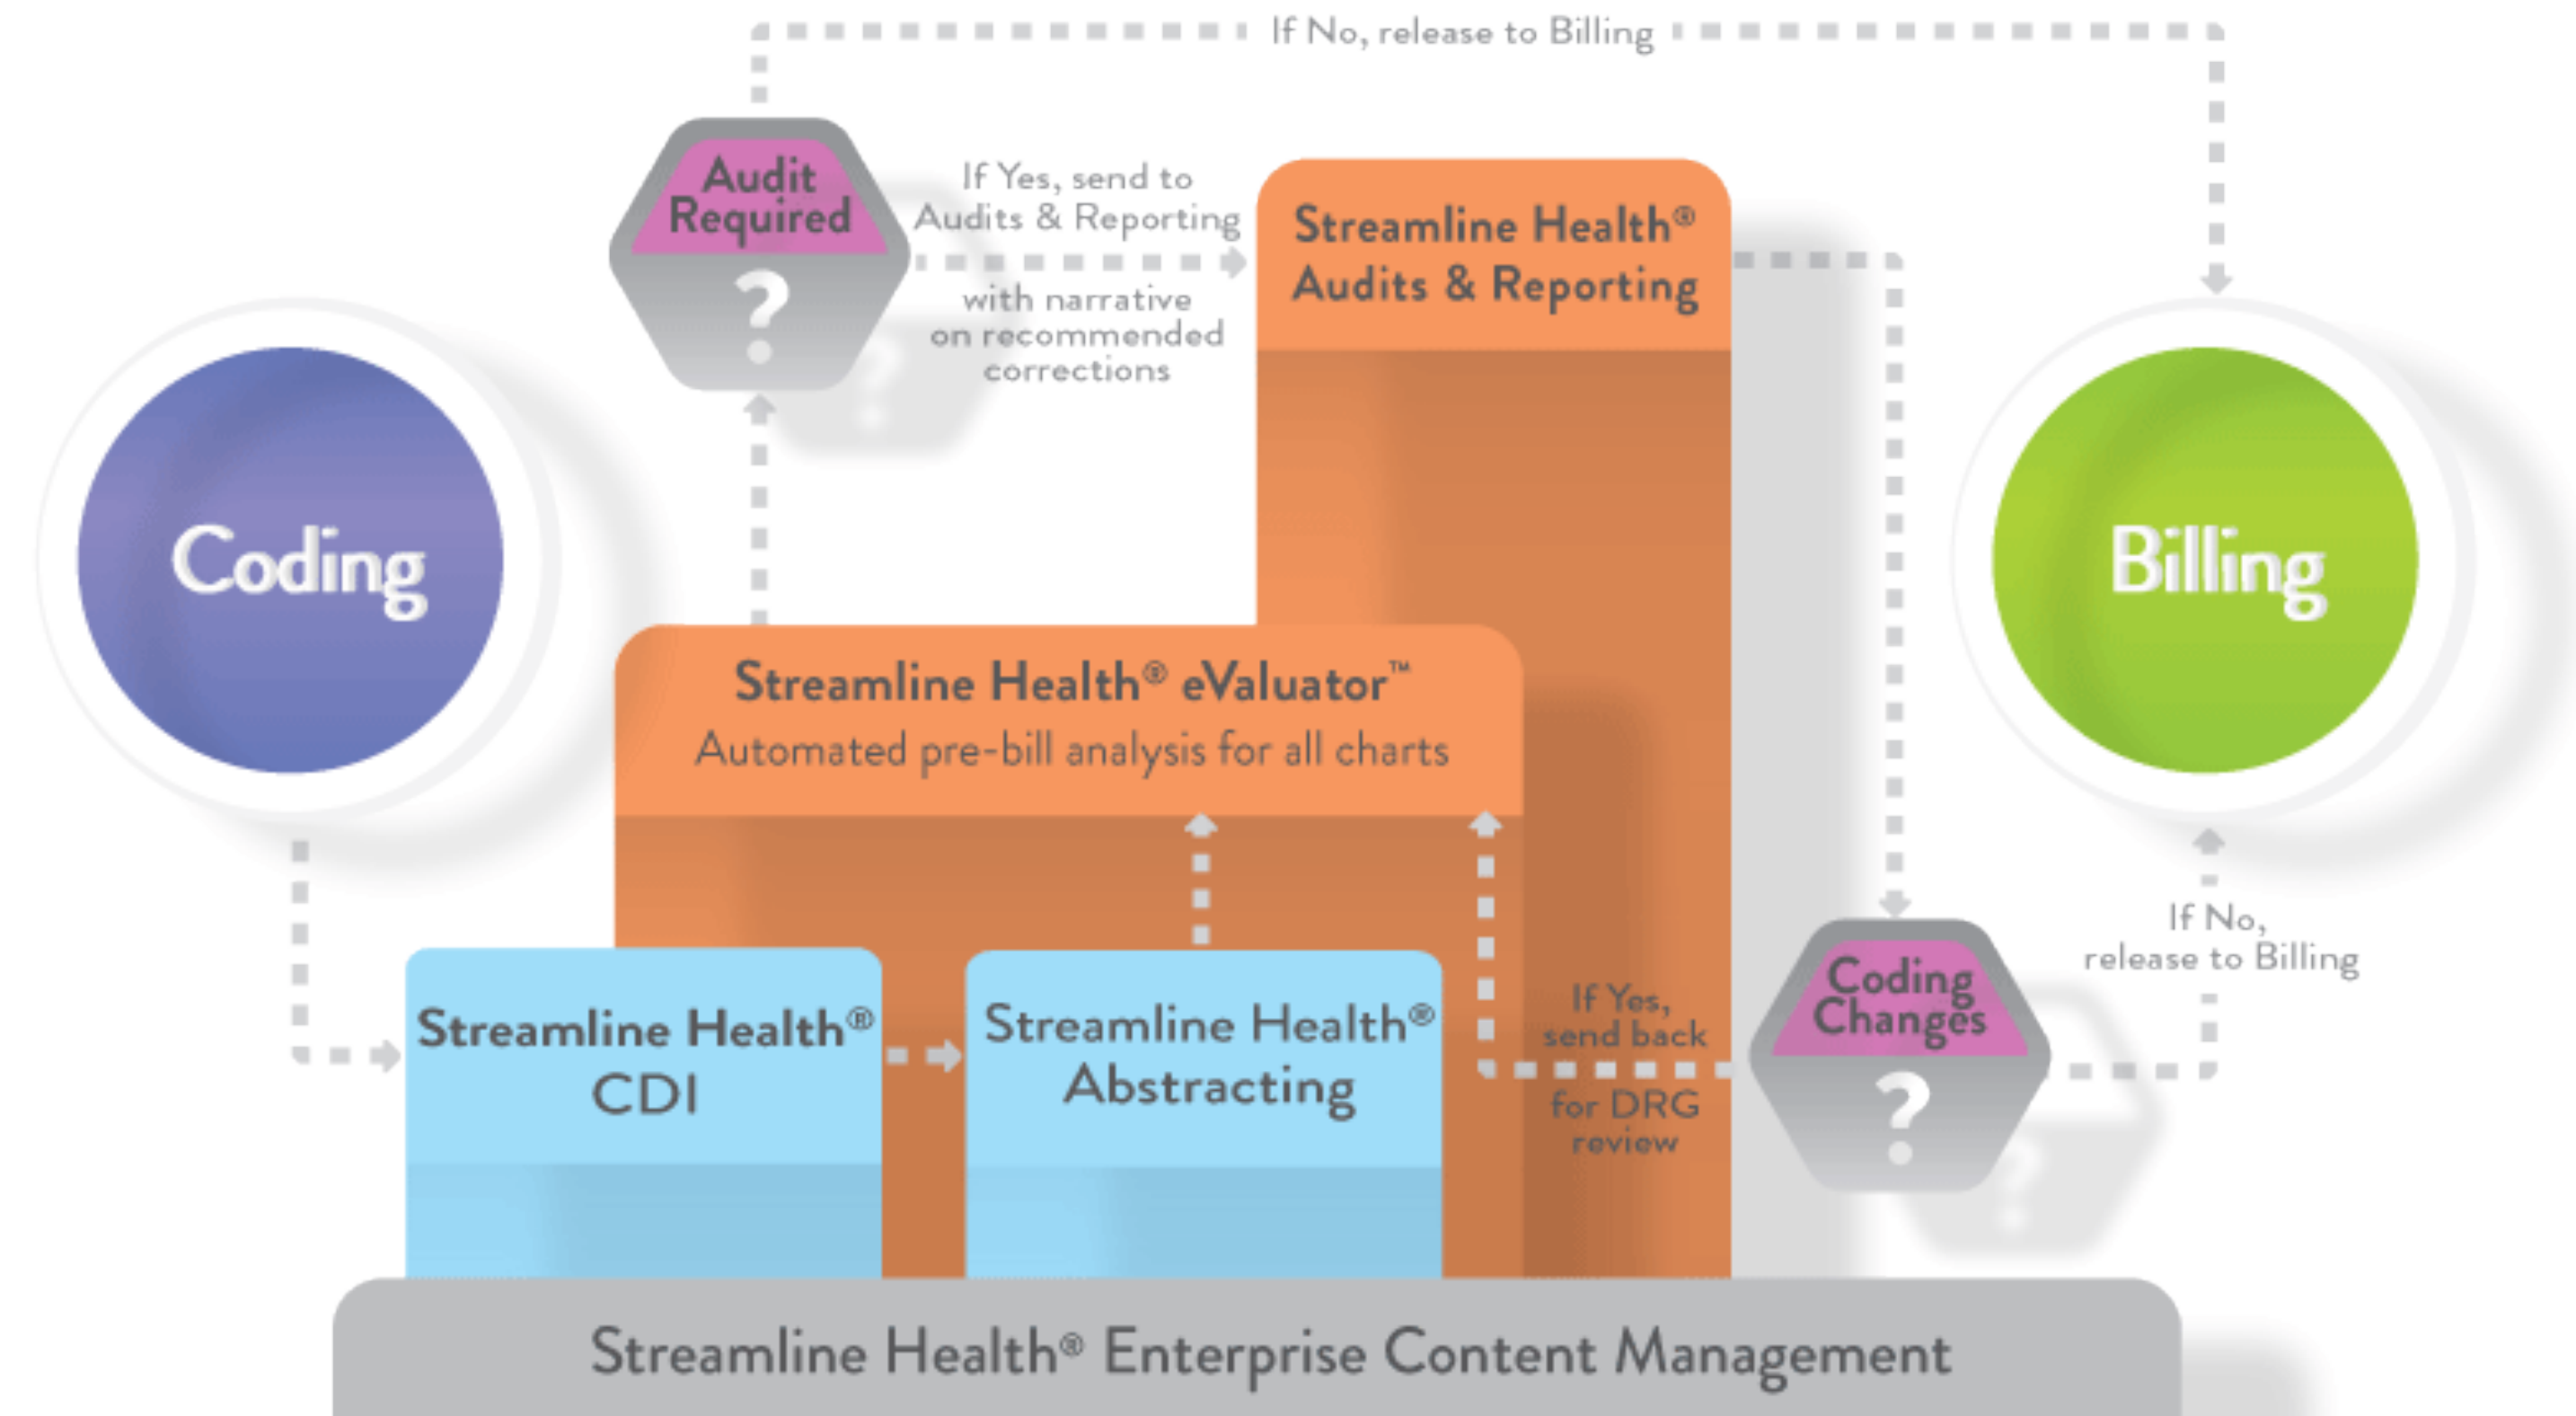 If No, release to Billing
Audit
Required
?
If Yes, send to
Audits & Reporting
with narrative
on recommended
corrections
Streamline Health®
Audits & Reporting
Coding
Billing
Streamline Health® eValuator™
Automated pre-bill analysis for all charts
Streamline Health®
CDI
Streamline Health®
Abstracting
If Yes,
send back
for DRG
review
Coding
Changes
?
If No,
release to Billing
Streamline Health® Enterprise Content Management